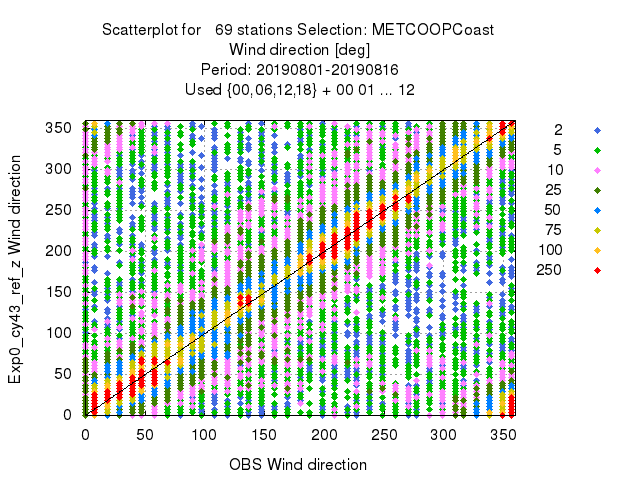 Scatterplot for 69 stations Selection: METCOOPCoast
Wind direction [deg]
Period: 20190801-20190816
Used {00,06,12,18} + 00 01 ... 12
Exp0_cy43_ref_z Wind direction
350
300
250
200
150
100
50
0
0 50 100 150 200 250 300 350
OBS Wind direction
2
5
10
25
50
75
100
250